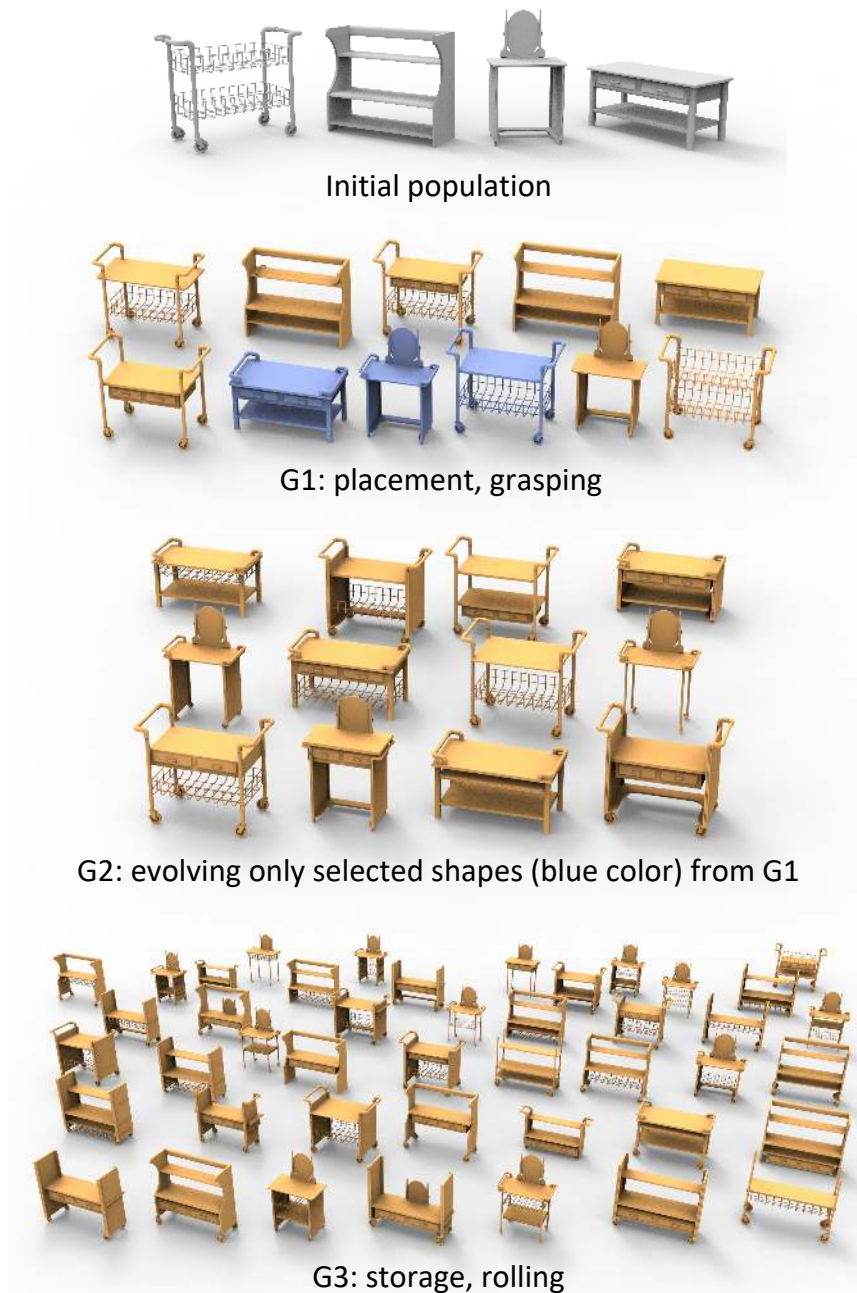 Initial population
G1: placement, grasping
G2: evolving only selected shapes (blue color) from G1
G3: storage, rolling